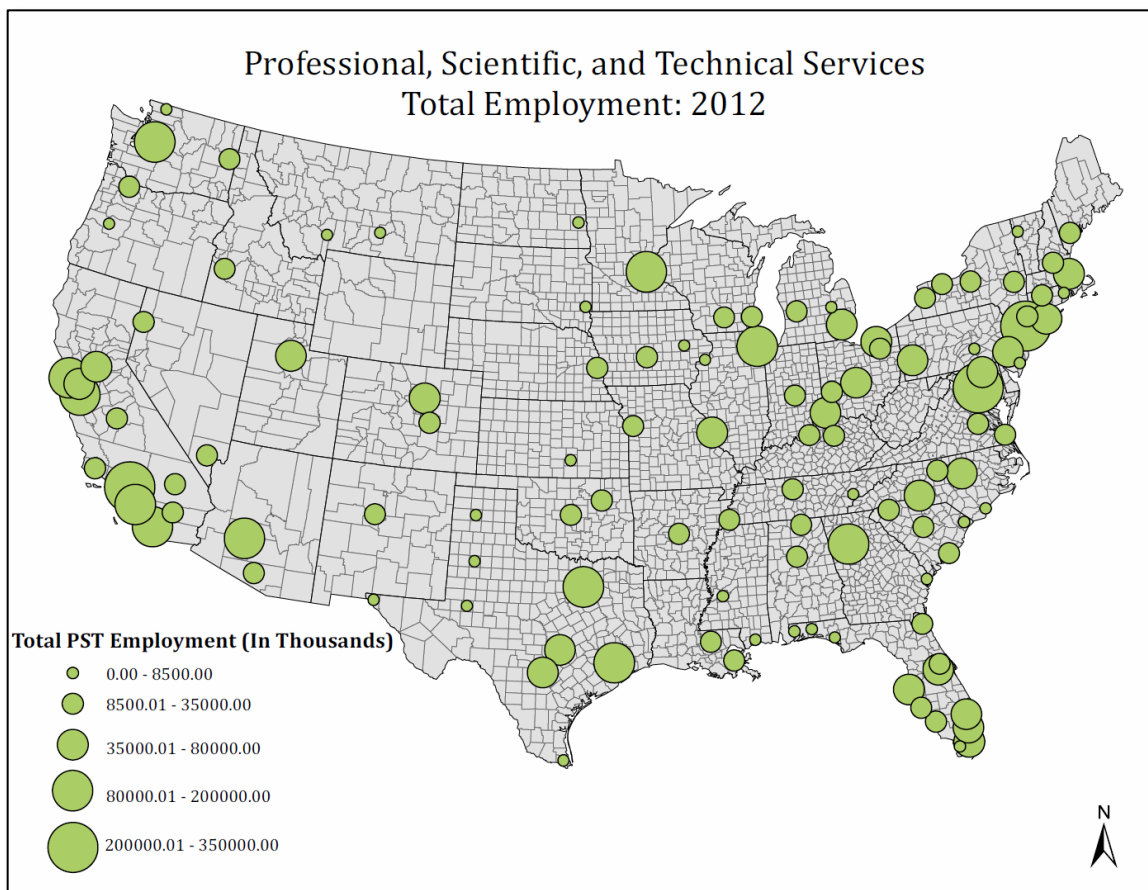 Professional, Scientific, and Technical Services
Total Employment: 2012
Total PST Employment (In Thousands)
0.00 - 8500.00
8500.01 - 35000.00
35000.01 - 80000.00
80000.01 - 200000.00
200000.01 - 350000.00
N